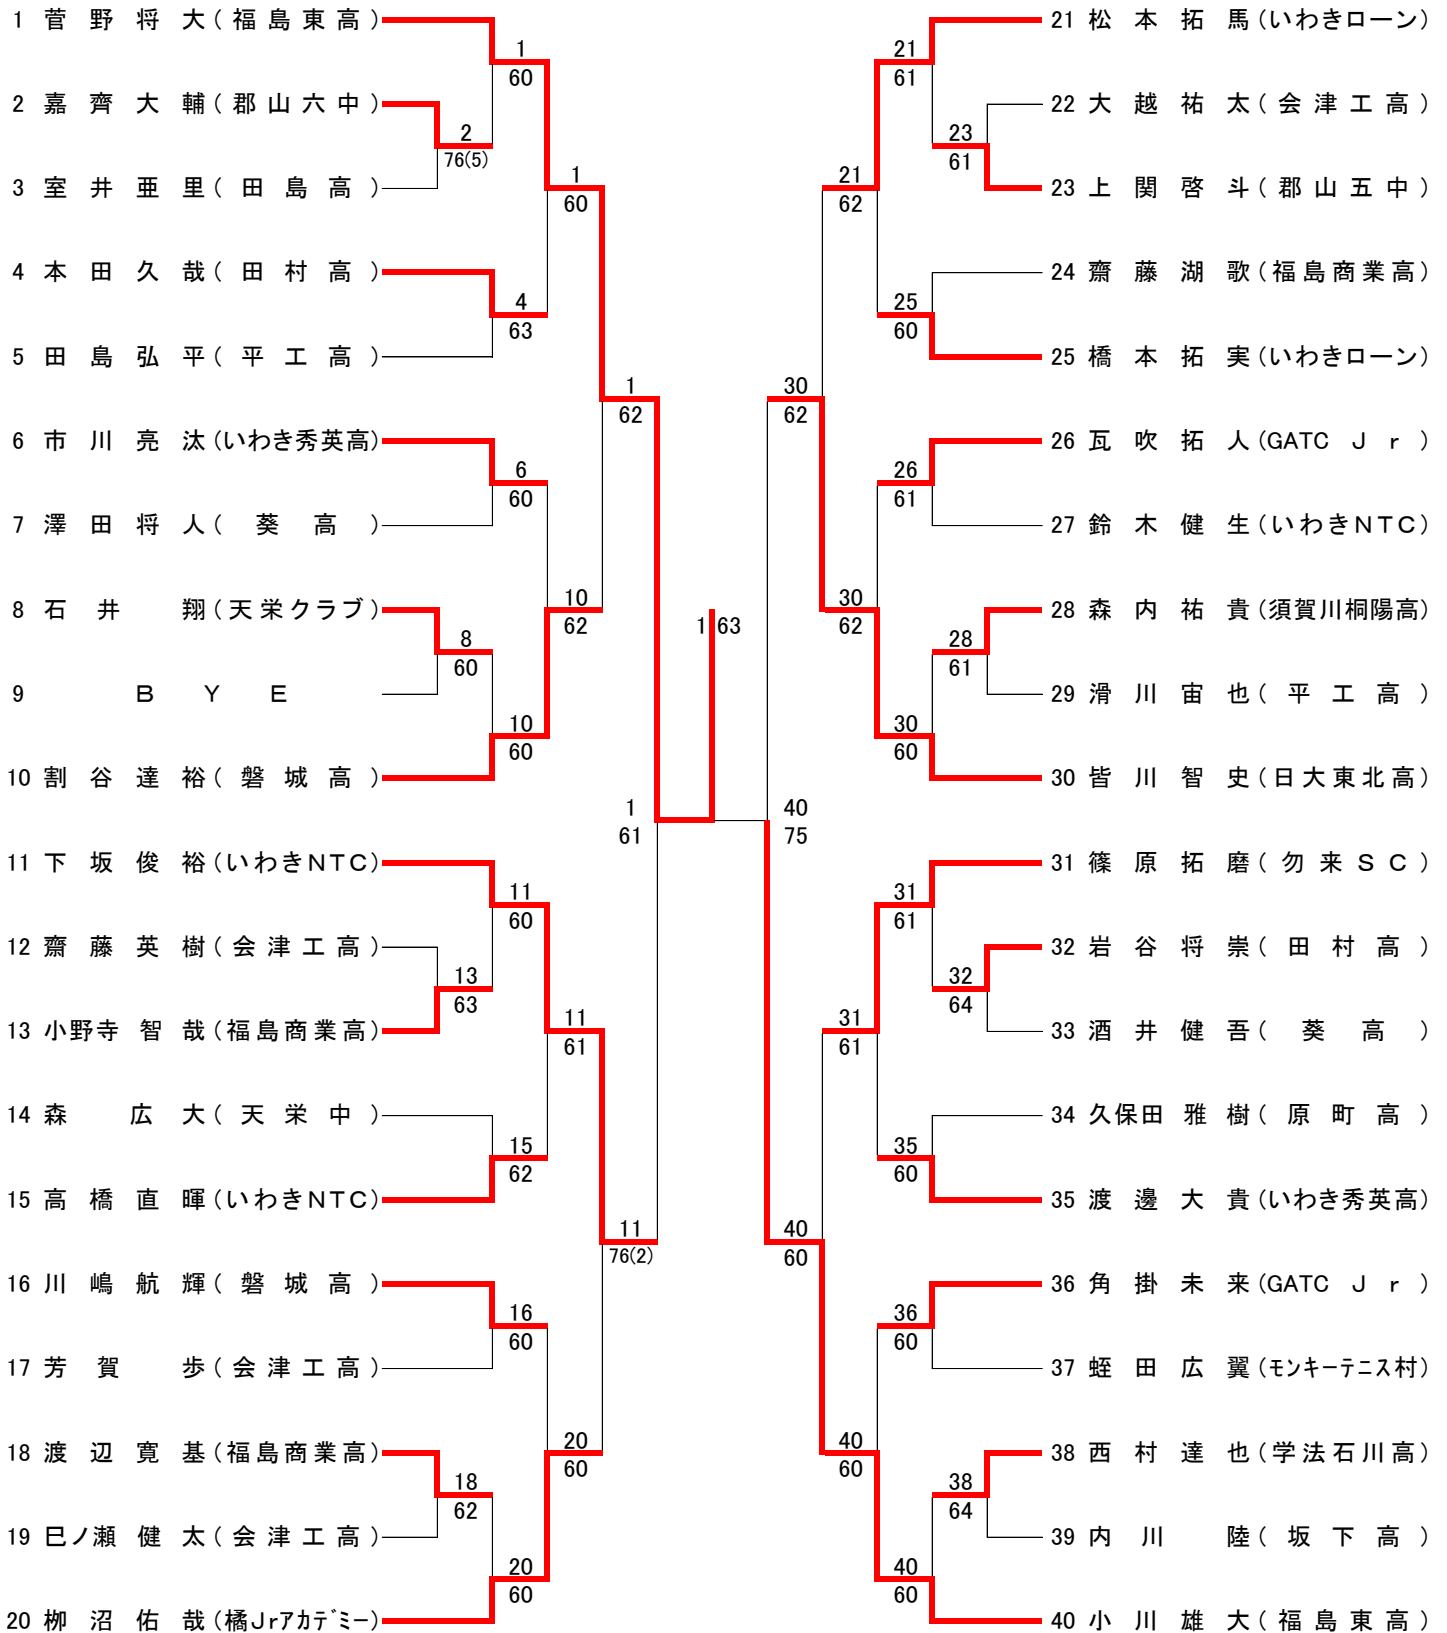 1 菅野将大(福島東高)
2 嘉齊大輔(郡山六中)
3 室井亜里(田島高)
4 本田久哉(田村高)
5 田島弘平(平工高)
6 市川亮汰(いわき秀英高)
7 澤田将人(葵高)
8 石井 翔(天栄クラブ)
9 BYE
10 割谷達裕(磐城高)
11 下坂俊裕(いわきNTC)
12 齋藤英樹(会津工高)
13 小野寺智哉(福島商業高)
14 森 広大(天栄中)
15 高橋直暉(いわきNTC)
16 川嶋航輝(磐城高)
17 芳賀 歩(会津工高)
18 渡辺寛基(福島商業高)
19 巳ノ瀬健太(会津工高)
20 栁沼佑哉(橘Jrアカデミー)
1
60
2
76(5)
4
63
6
60
8
60
10
60
11
60
13
63
15
62
16
60
18
62
20
60
1
60
10
62
11
61
20
60
1
62
11
76(2)
1
61
1 63
40
75
30
62
40
60
21
62
30
62
31
61
40
60
21
61
23
61
25
60
26
61
28
61
30
60
31
61
32
64
35
60
36
60
38
64
40
60
21 松本拓馬(いわきローン)
22 大越祐太(会津工高)
23 上関啓斗(郡山五中)
24 齋藤湖歌(福島商業高)
25 橋本拓実(いわきローン)
26 瓦吹拓人(GATC Jr)
27 鈴木健生(いわきNTC)
28 森内祐貴(須賀川桐陽高)
29 滑川宙也(平工高)
30 皆川智史(日大東北高)
31 篠原拓磨(勿来SC)
32 岩谷将崇(田村高)
33 酒井健吾(葵高)
34 久保田雅樹(原町高)
35 渡邊大貴(いわき秀英高)
36 角掛未来(GATC Jr)
37 蛭田広翼(モンキーテニス村)
38 西村達也(学法石川高)
39 内川 陸(坂下高)
40 小川雄大(福島東高)